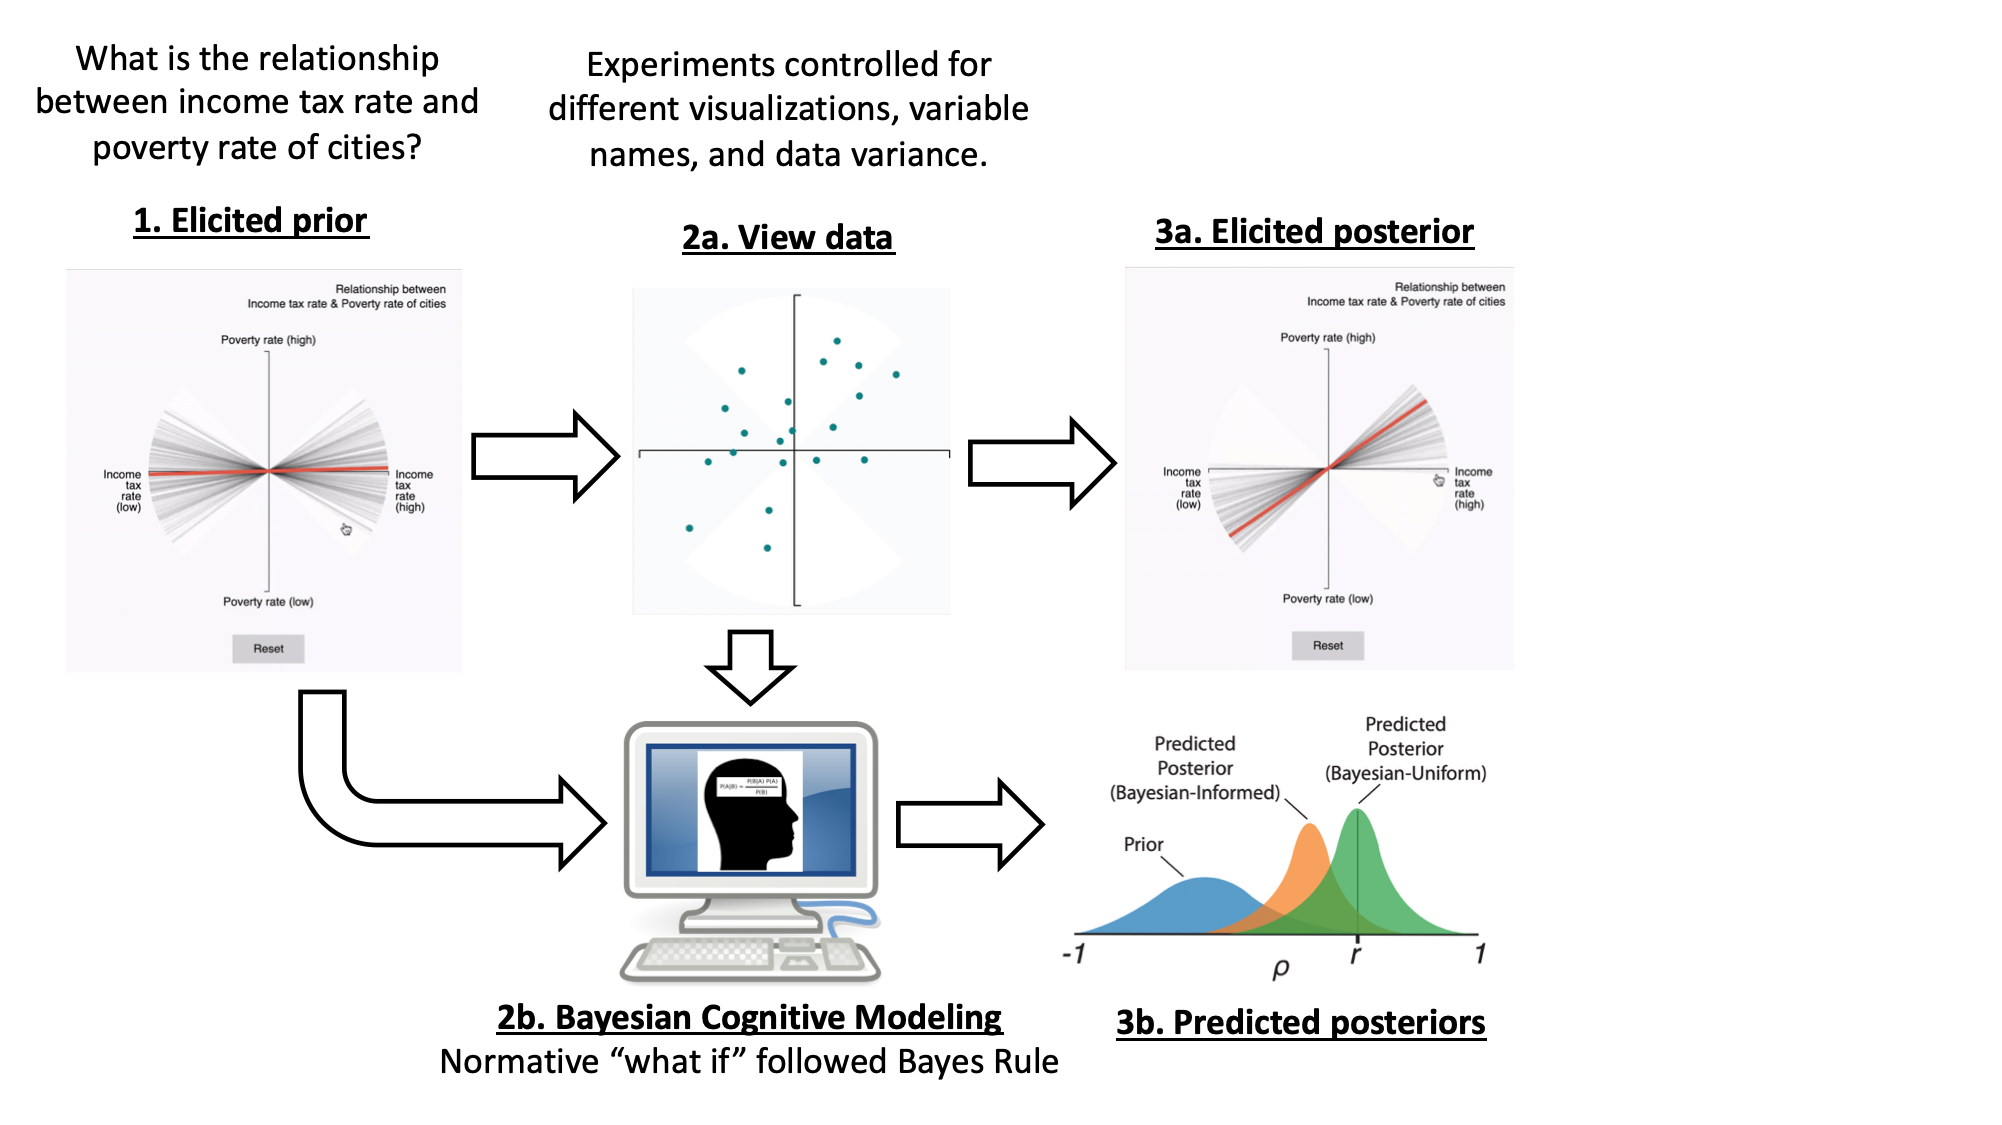 What is the relationship
between income tax rate and
poverty rate of cities?
Experiments controlled for
different visualizations, variable
names, and data variance.
1. Elicited prior
2a. View data
3a. Elicited posterior
Relationship between
Income tax rate & Poverty rate of cities
Poverty rate (high)
Income
tax
rate
(low)
Income
tax
rate
(high)
Poverty rate (low)
Reset
Relationship between
Income tax rate & Poverty rate of cities
Poverty rate (high)
Income
tax
rate
(low)
Income
tax
rate
(high)
Poverty rate (low)
Reset
P(A|B) = P(B|A) P(A)
P(B)
2b. Bayesian Cognitive Modeling
Normative “what if” followed Bayes Rule
Predicted
Posterior
(Bayesian-Informed)
Predicted
Posterior
(Bayesian-Uniform)
Prior
-1
ρ
r
1
3b. Predicted posteriors